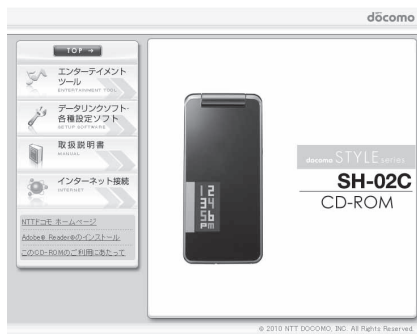 döcomo
TOP →
エンターテイメント
ツール
ENTERTAINMENT TOOL
データリンクソフト・
各種設定ソフト
SETUP SOFTWARE
取扱説明書
MANUAL
インターネット接続
INTERNET
NTTドコモ ホームページ
Adobe® Reader®のインストール
このCD-ROMのご利用にあたって
12
34
56
PM
docomo STYLE series
SH-02C
CD-ROM
© 2010 NTT DOCOMO, INC. All Rights Reserved.